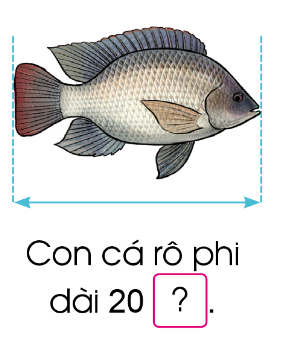 Con cá rô phi
dài 20 ? .